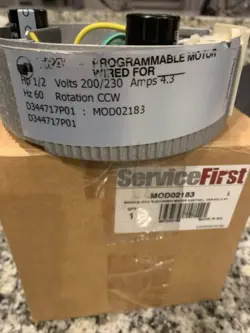 PROGRAMMABLE MOTOR
WIRED FOR
Hp 1/2 Volts 200/230 Amps 4.3
Hz 60 Rotation CCW
D344717P01 : MOD02183
D344717P01
ServiceFirst
MOD02183
1